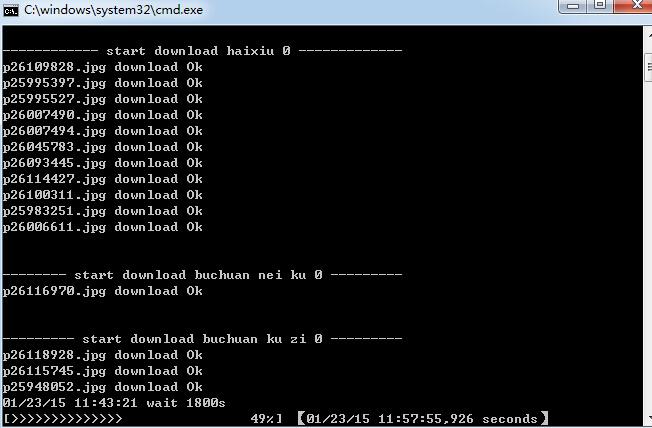 C:\windows\system32\cmd.exe
------------ start download haixiu 0 -------------
p26109828.jpg download Ok
p25995397.jpg download Ok
p25995527.jpg download Ok
p26007490.jpg download Ok
p26007494.jpg download Ok
p26045783.jpg download Ok
p26093445.jpg download Ok
p26114427.jpg download Ok
p26100311.jpg download Ok
p25983251.jpg download Ok
p26006611.jpg download Ok
-------- start download buchuan nei ku 0 ---------
p26116970.jpg download Ok
--------- start download buchuan ku zi 0 ---------
p26118928.jpg download Ok
p26115745.jpg download Ok
p25948052.jpg download Ok
01/23/15 11:43:21 wait 1800s
[>>>>>>>>>>>>>>                49%] 【01/23/15 11:57:55,926 seconds】